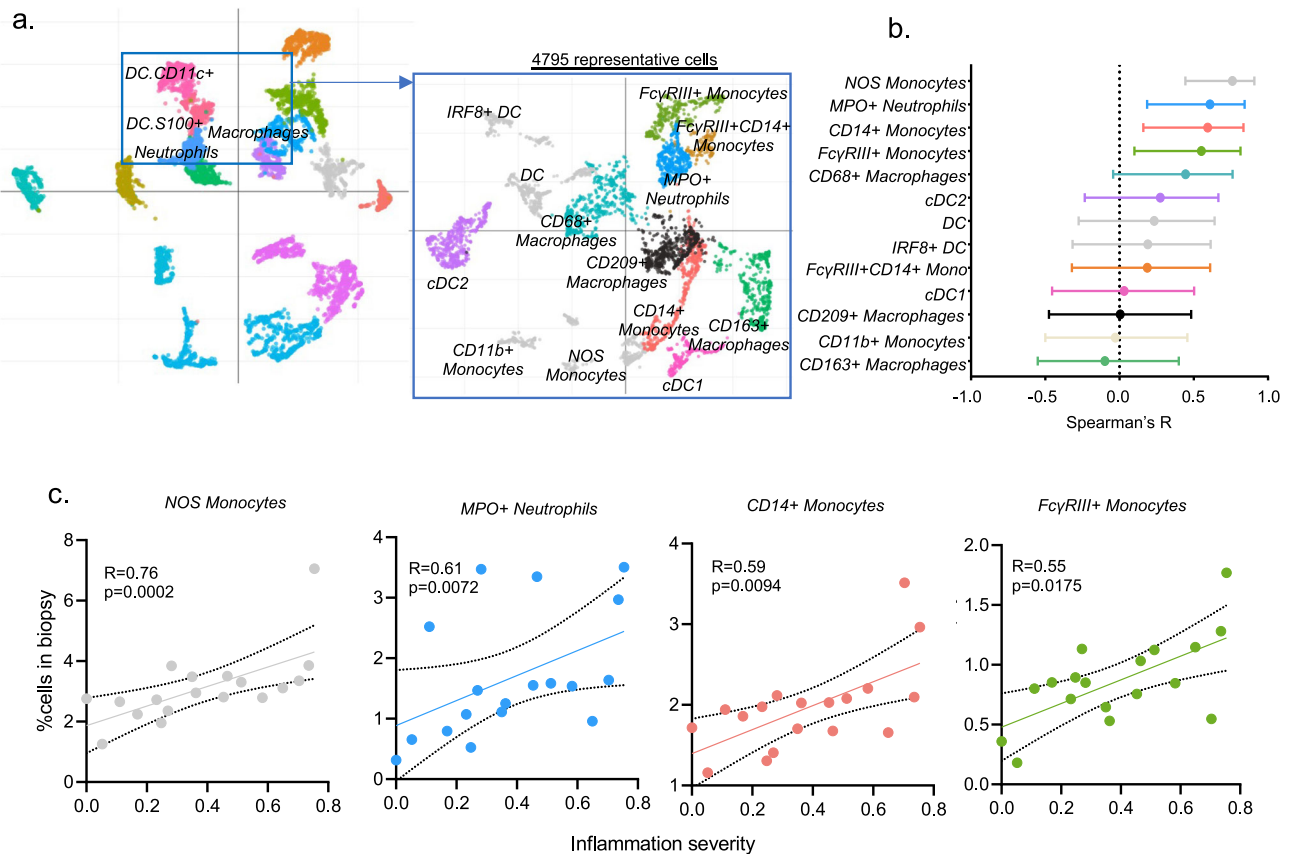 a.
DC.CD11c+
DC.S100+
Macrophages
Neutrophils
4795 representative cells
IRF8+ DC
FcγRIII+ Monocytes
FcγRIII+CD14+
Monocytes
DC
MPO+
Neutrophils
CD68+
Macrophages
CD209+
Macrophages
cDC2
CD14+
Monocytes
CD163+
Macrophages
CD11b+
Monocytes
NOS
Monocytes
cDC1
b.
NOS Monocytes
MPO+ Neutrophils
CD14+ Monocytes
FcγRIII+ Monocytes
CD68+ Macrophages
cDC2
DC
IRF8+ DC
FcγRIII+CD14+ Mono
cDC1
CD209+ Macrophages
CD11b+ Monocytes
CD163+ Macrophages
-1.0 -0.5 0.0 0.5 1.0
Spearman's R
c.
NOS Monocytes
R=0.76
p=0.0002
%cells in biopsy
8
6
4
2
0
0.0 0.2 0.4 0.6 0.8
MPO+ Neutrophils
R=0.61
p=0.0072
4
3
2
1
0
0.0 0.2 0.4 0.6 0.8
CD14+ Monocytes
R=0.59
p=0.0094
4
3
2
1
0.0 0.2 0.4 0.6 0.8
FcγRIII+ Monocytes
R=0.55
p=0.0175
2.0
1.5
1.0
0.5
0.0
0.0 0.2 0.4 0.6 0.8
Inflammation severity